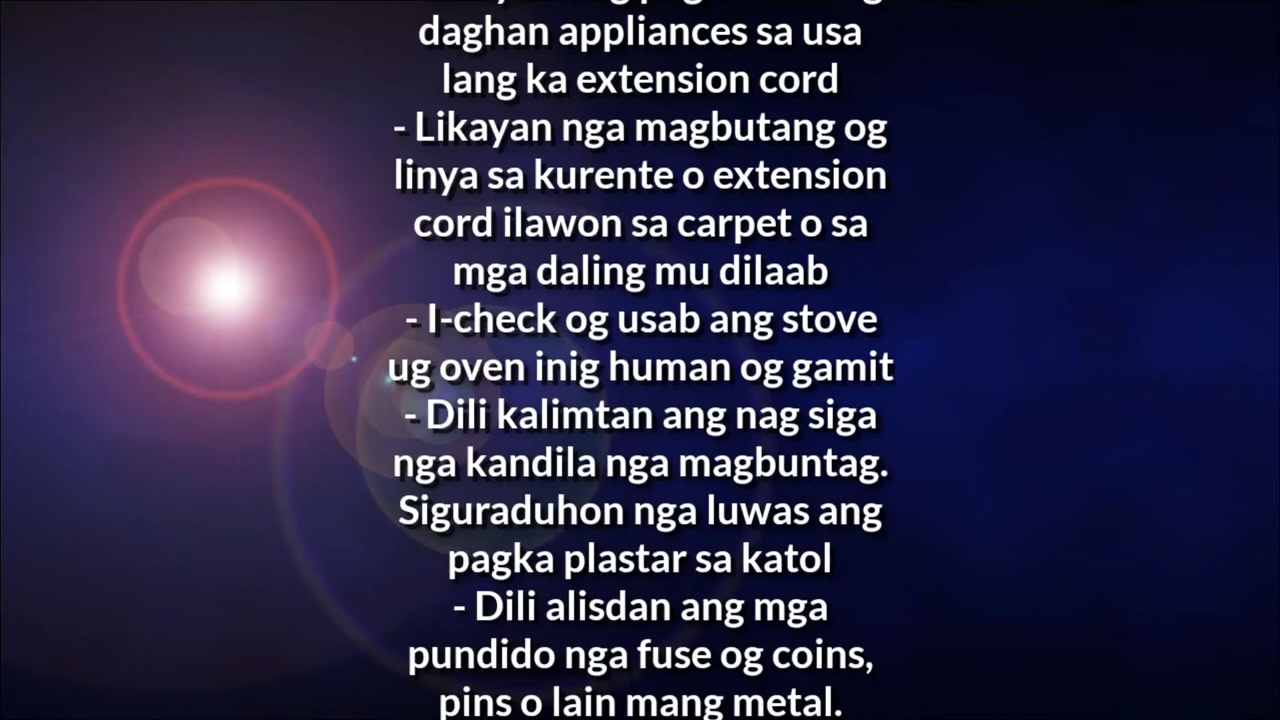 daghan appliances sa usa
lang ka extension cord
- Likayan nga magbutang og
linya sa kurente o extension
cord ilawon sa carpet o sa
mga daling mu dilaab
- I-check og usab ang stove
ug oven inig human og gamit
- Dili kalimtan ang nag siga
nga kandila nga magbuntag.
Siguraduhon nga luwas ang
pagka plastar sa katol
- Dili alisdan ang mga
pundido nga fuse og coins,
pins o lain mang metal.